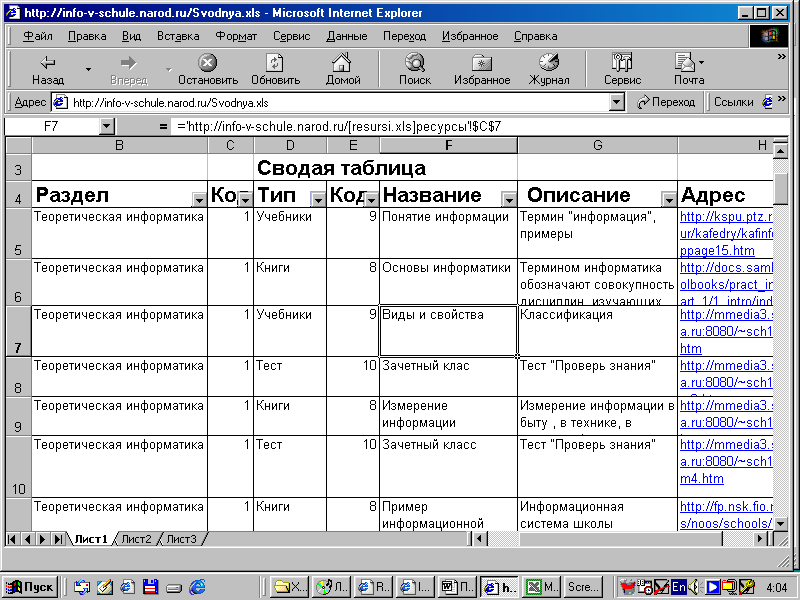 http://info-v-schule.narod.ru/Svodnya.xls - Microsoft Internet Explorer
Файл Правка Вид Вставка Формат Сервис Данные Переход Избранное Справка
Назад Вперед Остановить Обновить Домой Поиск Избранное Журнал Сервис Почта
Адрес http://info-v-schule.narod.ru/Svodnya.xls Переход Ссылки
F7 = ='http://info-v-schule.narod.ru/[resursi.xls]ресурсы'!$C$7
B C D E F G H
3 Сводая таблица
4 Раздел Код Тип Код Название Описание Адрес
5 Теоретическая информатика 1 Учебники 9 Понятие информации Термин "информация", примеры http://kspu.ptz.r
ur/kafedry/kafinfo
ppage15.htm
6 Теоретическая информатика 1 Книги 8 Основы информатики Термином информатика
обозначают совокупность
дисциплин, изучающих http://docs.saml
olbooks/pract_in
art_1/1_intro/ind
7 Теоретическая информатика 1 Учебники 9 Виды и свойства Классификация http://mmedia3.s
a.ru:8080/~sch1
htm
8 Теоретическая информатика 1 Тест 10 Зачетный клас Тест "Проверь знания" http://mmedia3.s
a.ru:8080/~sch1
9 Теоретическая информатика 1 Книги 8 Измерение
информации Измерение информации в
быту , в технике, в http://mmedia3.s
a.ru:8080/~sch1
10 Теоретическая информатика 1 Тест 10 Зачетный класс Тест "Проверь знания" http://mmedia3.s
a.ru:8080/~sch1
m4.htm
Теоретическая информатика 1 Книги 8 Пример
информационной Информационная
система школы http://fp.nsk.fio.r
s/noos/schools/
Лист1 Лист2 Лист3
Пуск X... Л... R... I... П... h... M... Scre... En 4:04